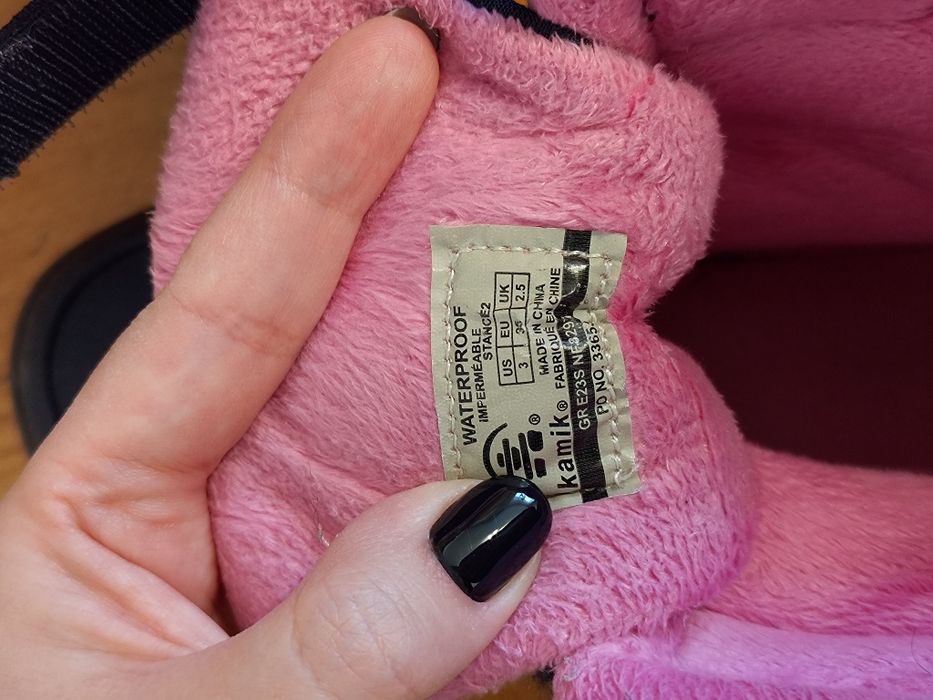 WATERPROOF
IMPERMÉABLE
STANCE2
US EU UK
3 2.5
MADE IN CHINA
FABRIQUÉ EN CHINE
kamik®
GRE23S
PO NO. 3365